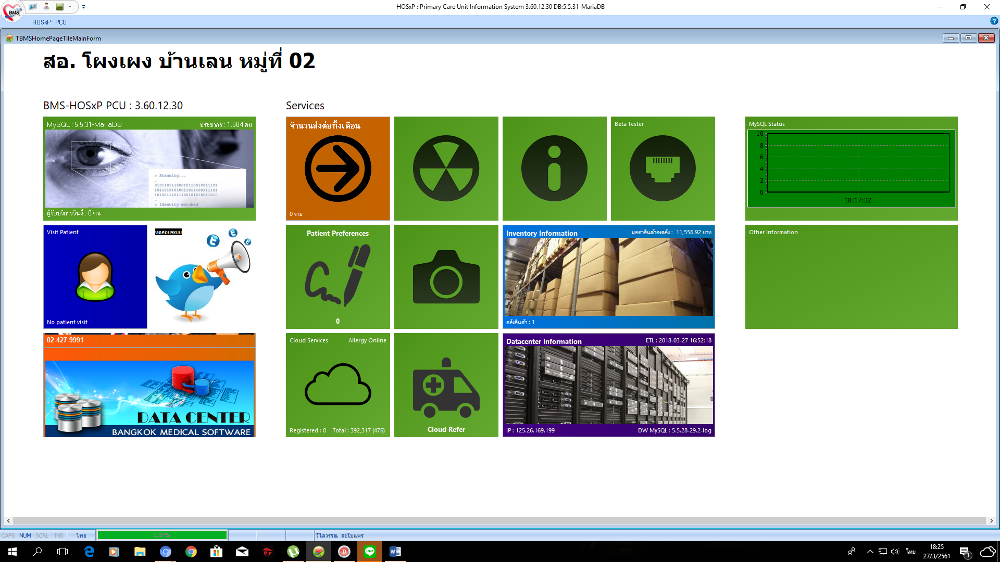 BMS
HOSxP : Primary Care Unit Information System 3.60.12.30 DB:5.5.31-MariaDB
HOSxP : PCU
TBMSHomePageTileMainForm
สอ. โผงเผง บ้านเลน หมู่ที่ 02
BMS-HOSxP PCU : 3.60.12.30
MySQL : 5.5.31-MariaDB
ประชากร : 1,584 คน
> Scanning...
01011011100010110010011101
10110101010011011100111101
10100111011100101010011010
> Identity matched
ผู้รับบริการวันนี้ : 0 คน
Visit Patient
No patient visit
ทดสอบระบบ
02-427-9991
DATA CENTER
BANGKOK MEDICAL SOFTWARE
Services
จำนวนส่งต่อทั้งเดือน
0 ราย
Beta Tester
Patient Preferences
0
Inventory Information
มูลค่าสินค้าคงคลัง : 11,556.92 บาท
คลังสินค้า : 1
Cloud Services
Allergy Online
Registered : 0
Total : 392,317 (476)
Cloud Refer
Datacenter Information
ETL : 2018-03-27 16:52:18
IP : 125.26.169.199
DW MySQL : 5.5.28-29.2-log
MySQL Status
10
8
6
4
2
0
18:17:32
Other Information
CAPS NUM SCRL INS
ไทย
100 %
วิไลวรรณ สะใบแพร
LINE
ไทย
18:25
27/3/2561
3